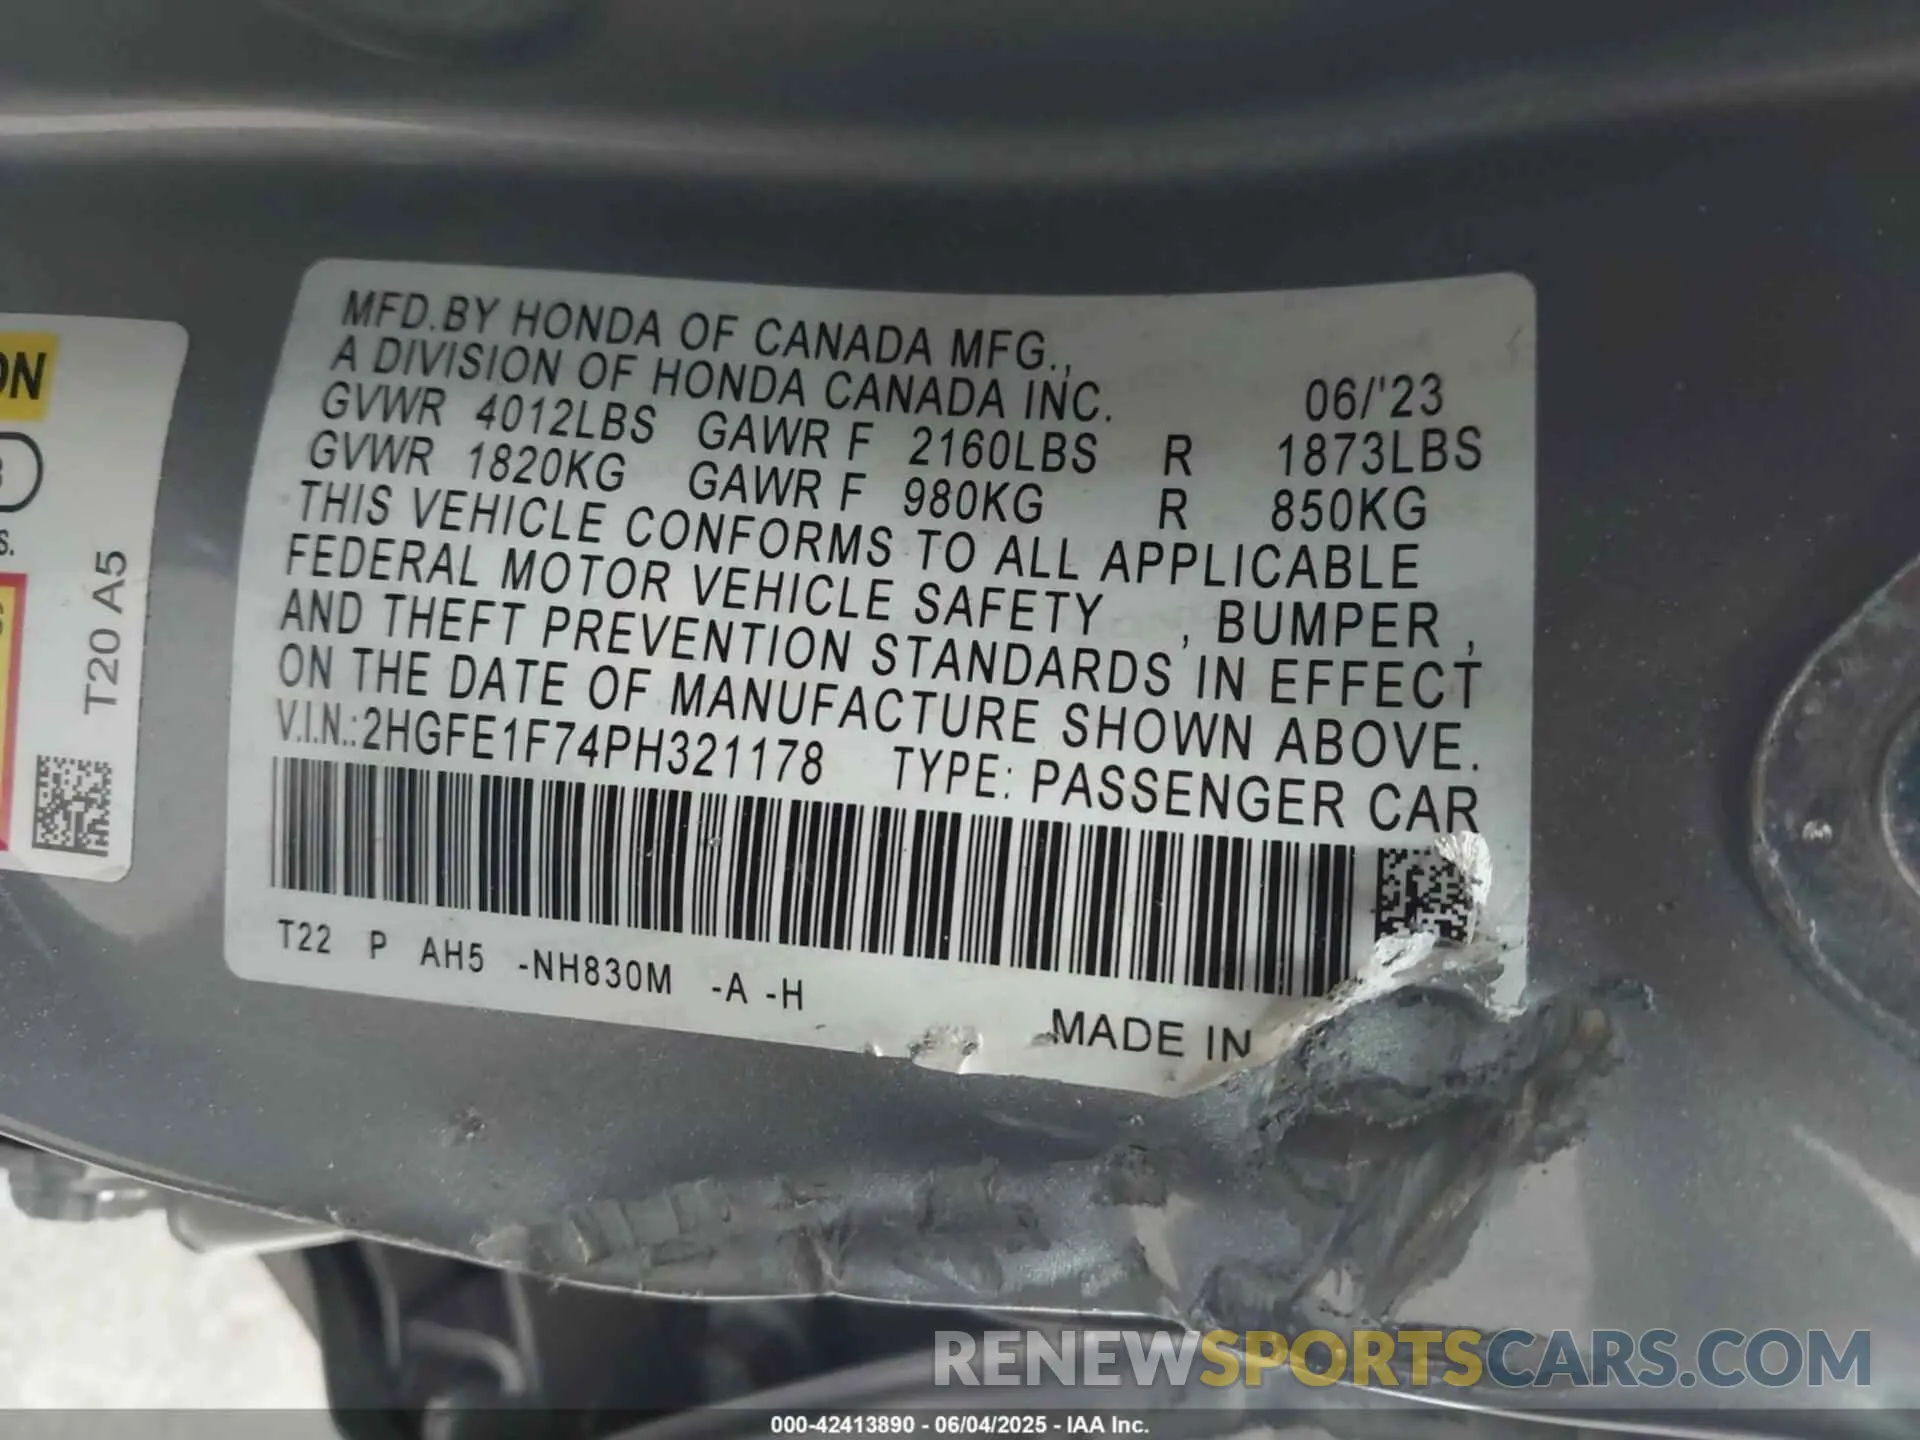 MFD.BY HONDA OF CANADA MFG.,
A DIVISION OF HONDA CANADA INC. 06/'23
GVWR 4012LBS GAWR F 2160LBS R 1873LBS
GVWR 1820KG GAWR F 980KG R 850KG
THIS VEHICLE CONFORMS TO ALL APPLICABLE
FEDERAL MOTOR VEHICLE SAFETY , BUMPER ,
AND THEFT PREVENTION STANDARDS IN EFFECT
ON THE DATE OF MANUFACTURE SHOWN ABOVE.
V.I.N.:2HGFE1F74PH321178 TYPE: PASSENGER CAR
T22 P AH5 -NH830M -A -H
MADE IN
ON
S.
T20 A5
RENEWSPORTSCARS.COM
000-42413890 - 06/04/2025 - IAA Inc.